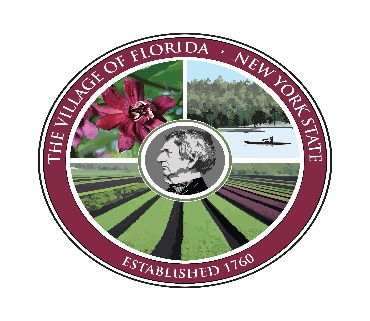 THE VILLAGE OF FLORIDA · NEW YORK STATE
ESTABLISHED 1760